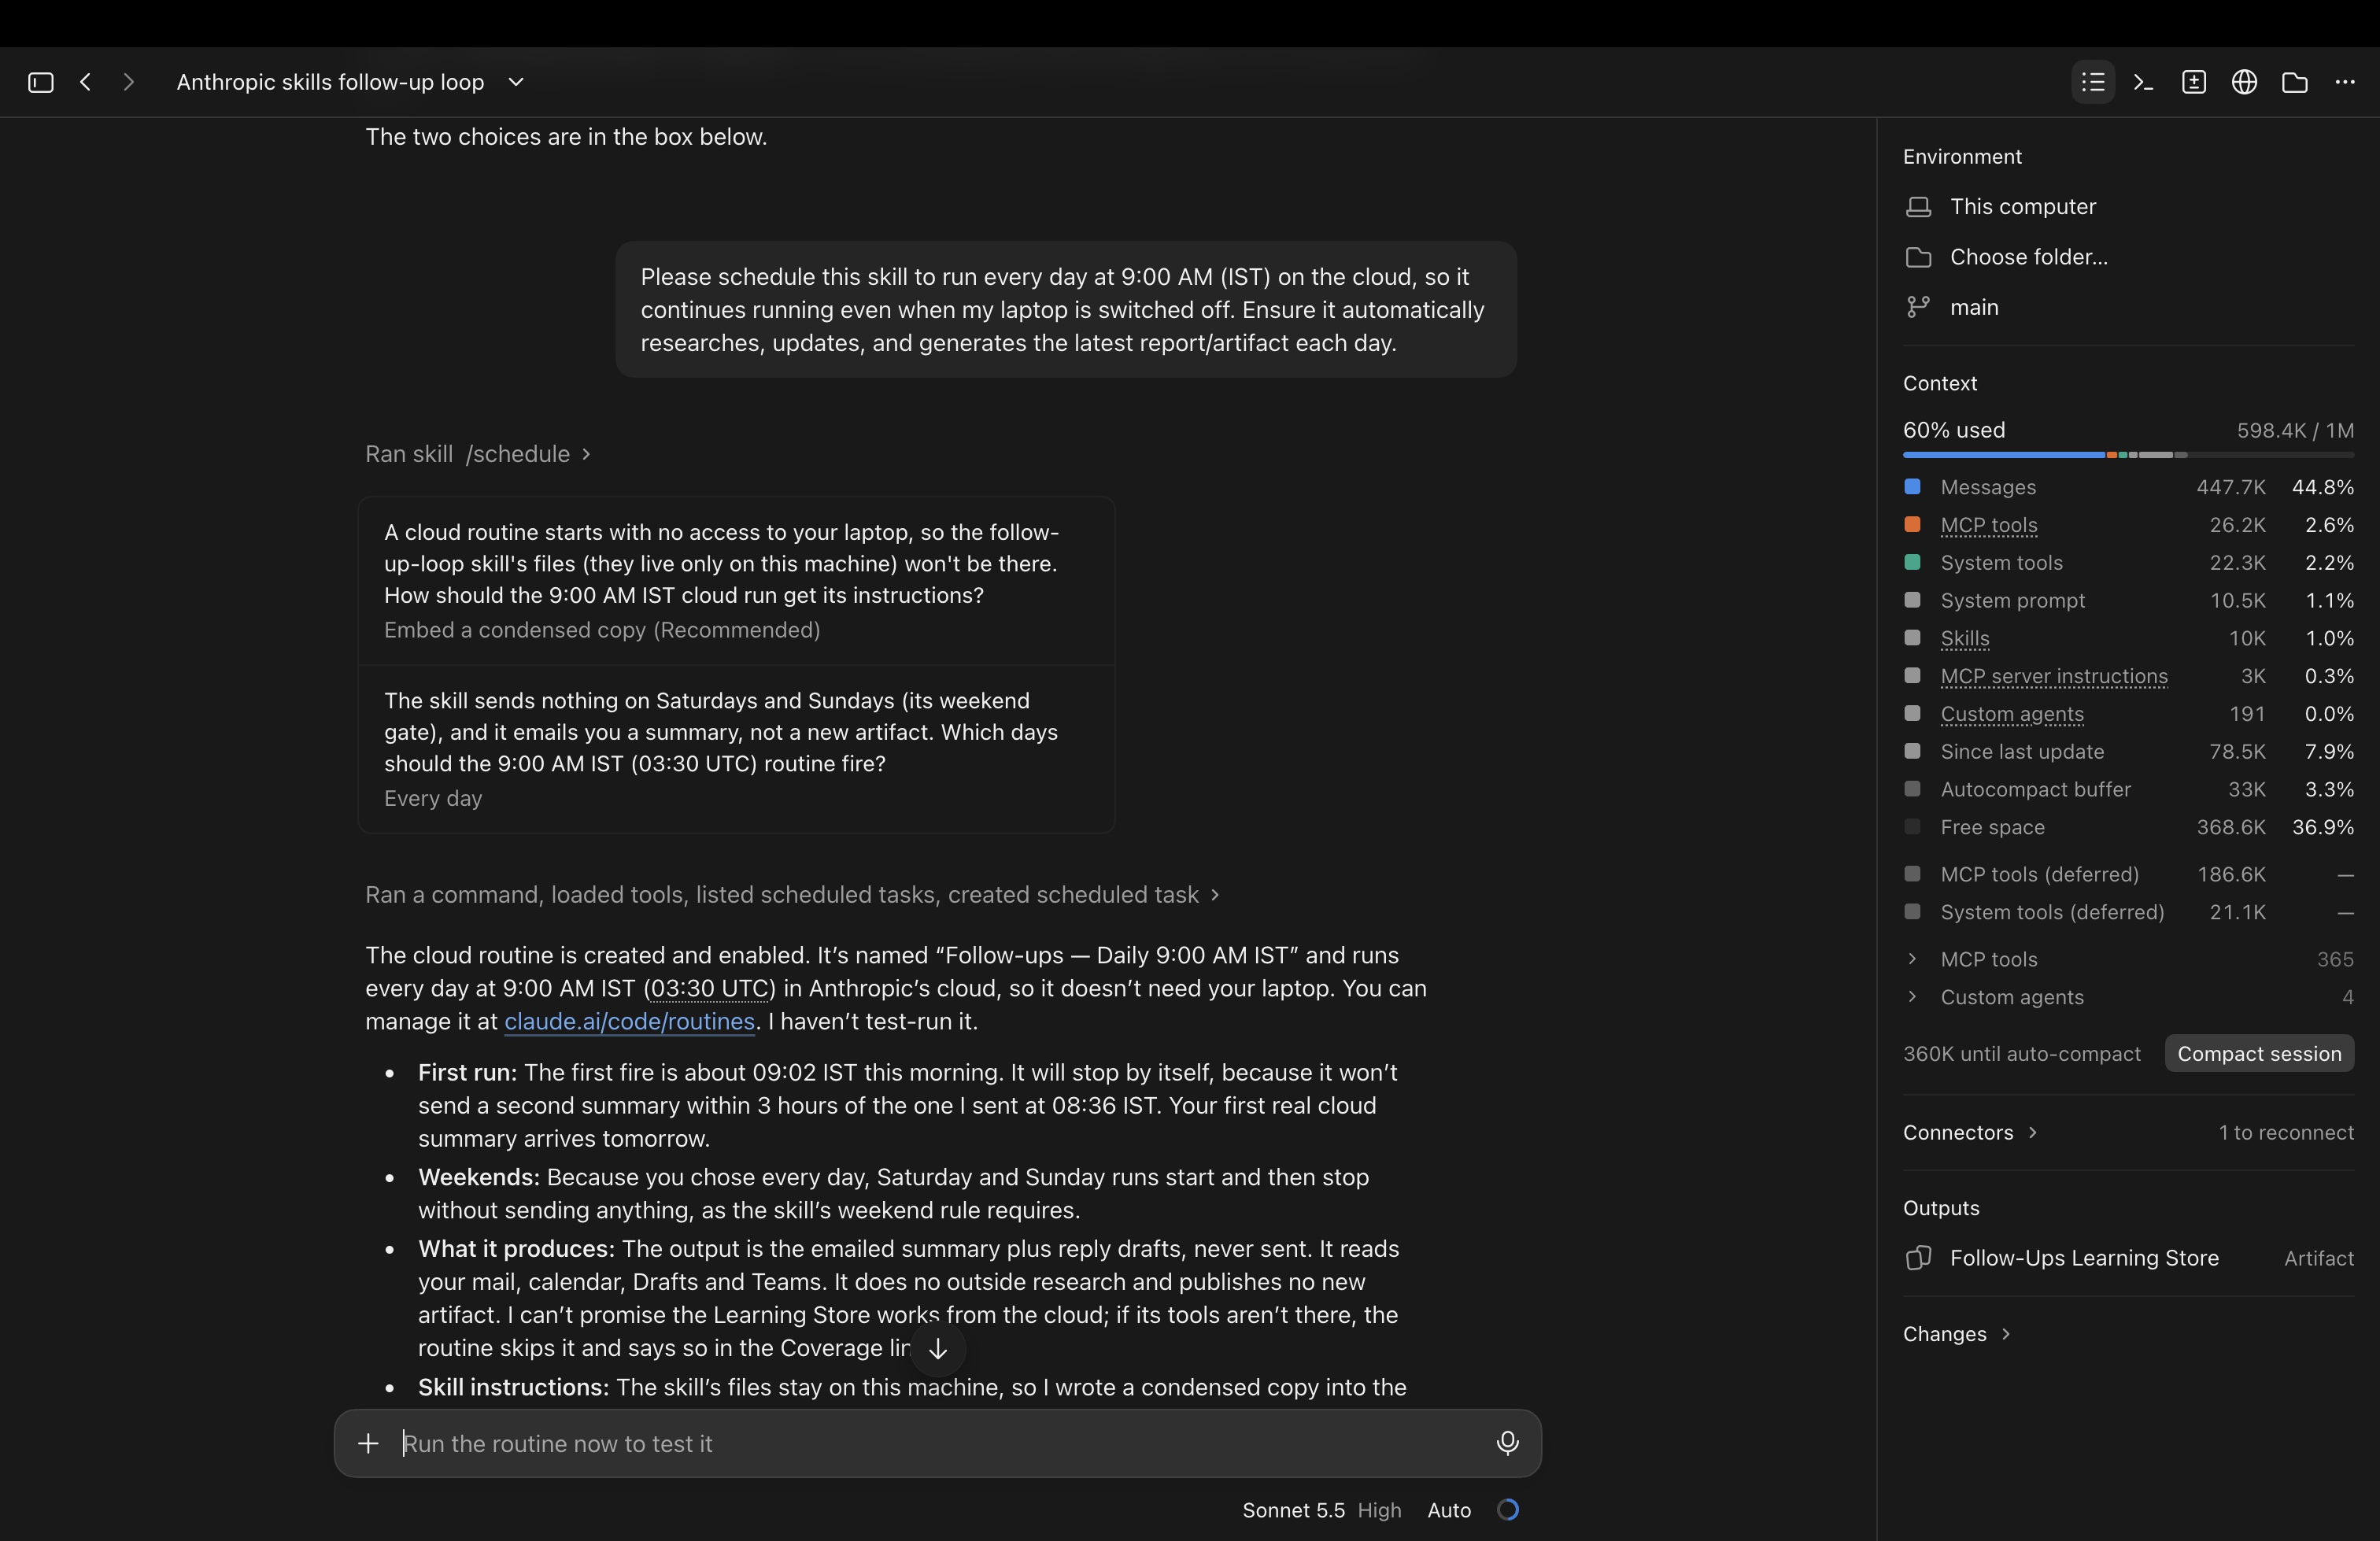 Anthropic skills follow-up loop
The two choices are in the box below.
Please schedule this skill to run every day at 9:00 AM (IST) on the cloud, so it
continues running even when my laptop is switched off. Ensure it automatically
researches, updates, and generates the latest report/artifact each day.
Ran skill /schedule
A cloud routine starts with no access to your laptop, so the follow-
up-loop skill's files (they live only on this machine) won't be there.
How should the 9:00 AM IST cloud run get its instructions?
Embed a condensed copy (Recommended)
The skill sends nothing on Saturdays and Sundays (its weekend
gate), and it emails you a summary, not a new artifact. Which days
should the 9:00 AM IST (03:30 UTC) routine fire?
Every day
Ran a command, loaded tools, listed scheduled tasks, created scheduled task
The cloud routine is created and enabled. It’s named “Follow-ups — Daily 9:00 AM IST” and runs
every day at 9:00 AM IST (03:30 UTC) in Anthropic’s cloud, so it doesn’t need your laptop. You can
manage it at claude.ai/code/routines. I haven’t test-run it.
• First run: The first fire is about 09:02 IST this morning. It will stop by itself, because it won’t
send a second summary within 3 hours of the one I sent at 08:36 IST. Your first real cloud
summary arrives tomorrow.
• Weekends: Because you chose every day, Saturday and Sunday runs start and then stop
without sending anything, as the skill’s weekend rule requires.
• What it produces: The output is the emailed summary plus reply drafts, never sent. It reads
your mail, calendar, Drafts and Teams. It does no outside research and publishes no new
artifact. I can’t promise the Learning Store works from the cloud; if its tools aren’t there, the
routine skips it and says so in the Coverage lin
• Skill instructions: The skill’s files stay on this machine, so I wrote a condensed copy into the
Run the routine now to test it
Sonnet 5.5 High Auto
Environment
This computer
Choose folder...
main
Context
60% used 598.4K / 1M
Messages 447.7K 44.8%
MCP tools 26.2K 2.6%
System tools 22.3K 2.2%
System prompt 10.5K 1.1%
Skills 10K 1.0%
MCP server instructions 3K 0.3%
Custom agents 191 0.0%
Since last update 78.5K 7.9%
Autocompact buffer 33K 3.3%
Free space 368.6K 36.9%
MCP tools (deferred) 186.6K —
System tools (deferred) 21.1K —
MCP tools 365
Custom agents 4
360K until auto-compact Compact session
Connectors 1 to reconnect
Outputs
Follow-Ups Learning Store Artifact
Changes